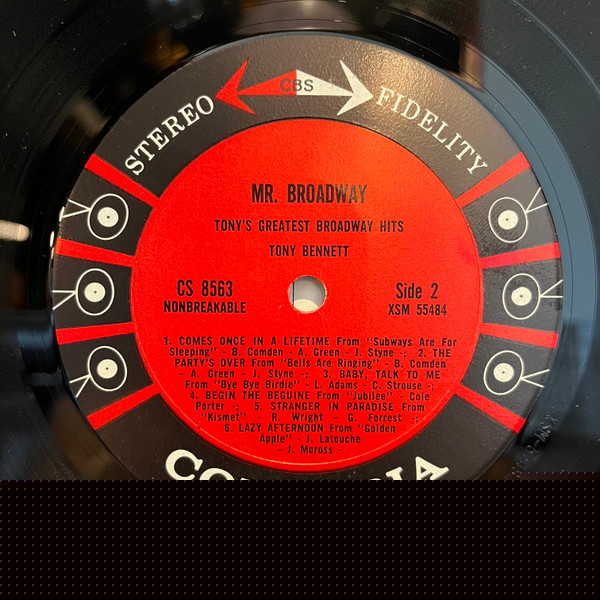 STEREO CBS FIDELITY
MR. BROADWAY
TONY'S GREATEST BROADWAY HITS
TONY BENNETT
CS 8563
NONBREAKABLE
Side 2
XSM 55484
1. COMES ONCE IN A LIFETIME From "Subways Are For
Sleeping" - B. Comden - A. Green - J. Styne -; 2. THE
PARTY'S OVER From "Bells Are Ringing" - B. Comden
- A. Green - J. Styne -; 3. BABY, TALK TO ME
From "Bye Bye Birdie" - L. Adams - C. Strouse -;
4. BEGIN THE BEGUINE From "Jubilee" - Cole
Porter -; 5. STRANGER IN PARADISE From
"Kismet" - R. Wright - G. Forrest -;
6. LAZY AFTERNOON From "Golden
Apple" - J. Latouche
- J. Moross -